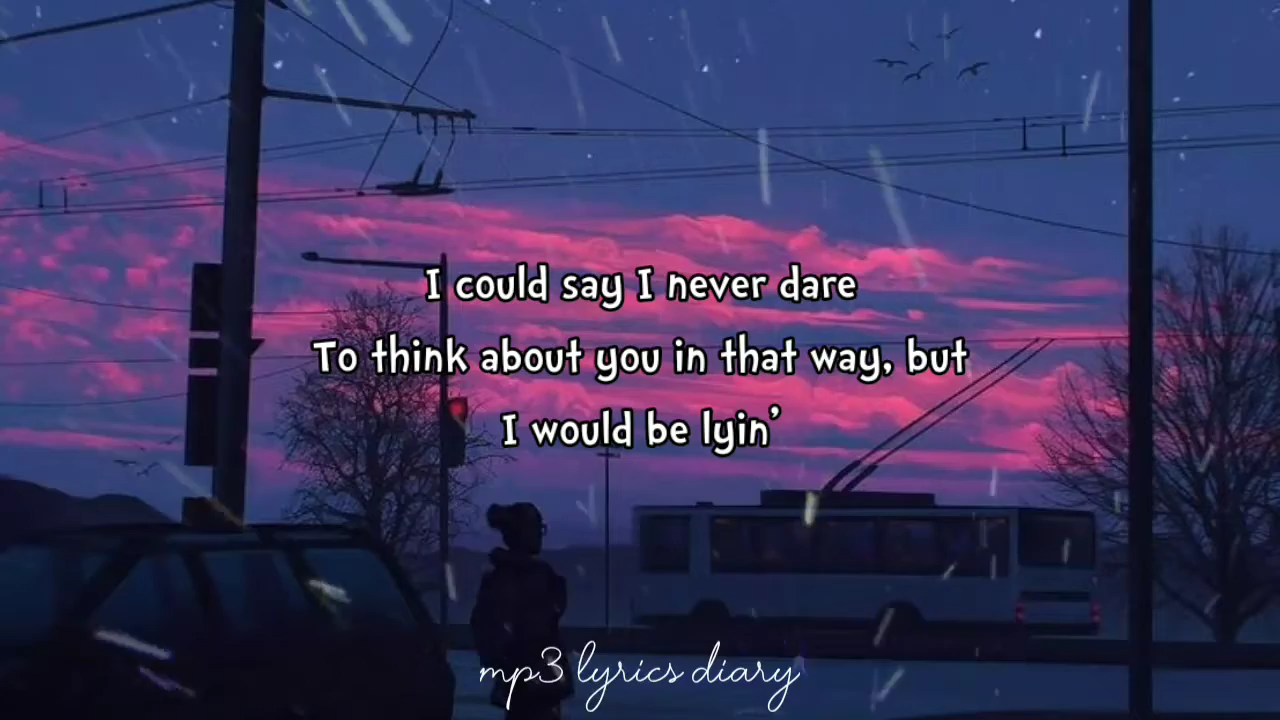 I could say I never dare
To think about you in that way, but
I would be lyin’
mp3 lyrics diary